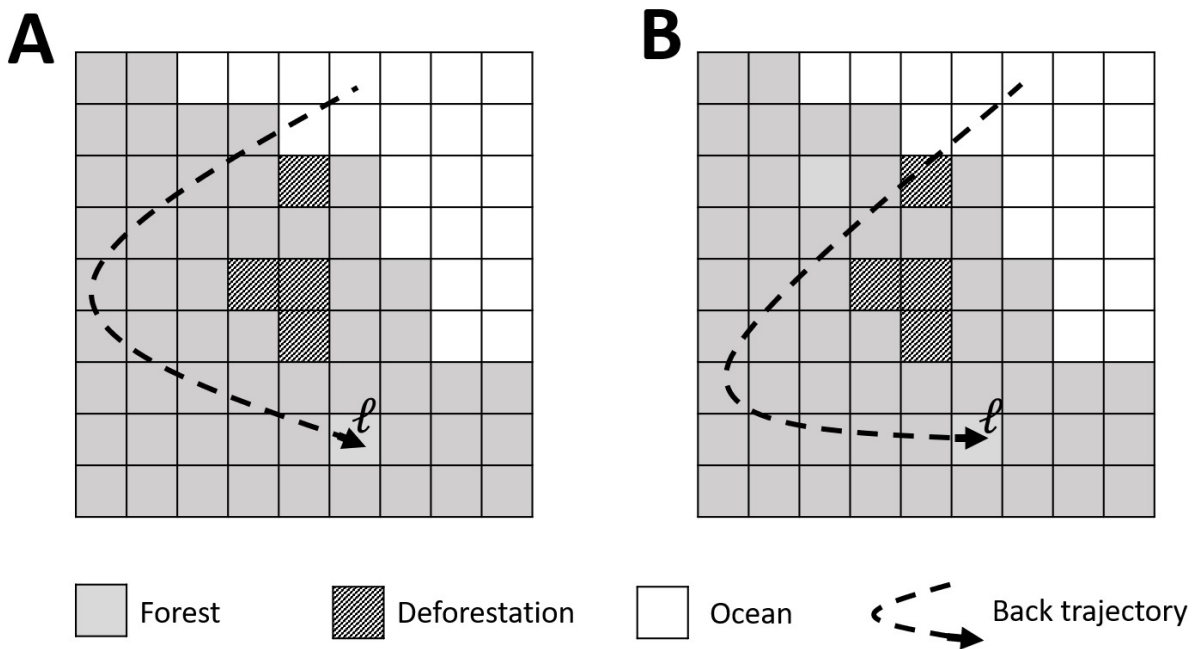 A
B
ℓ
ℓ
Forest
Deforestation
Ocean
Back trajectory